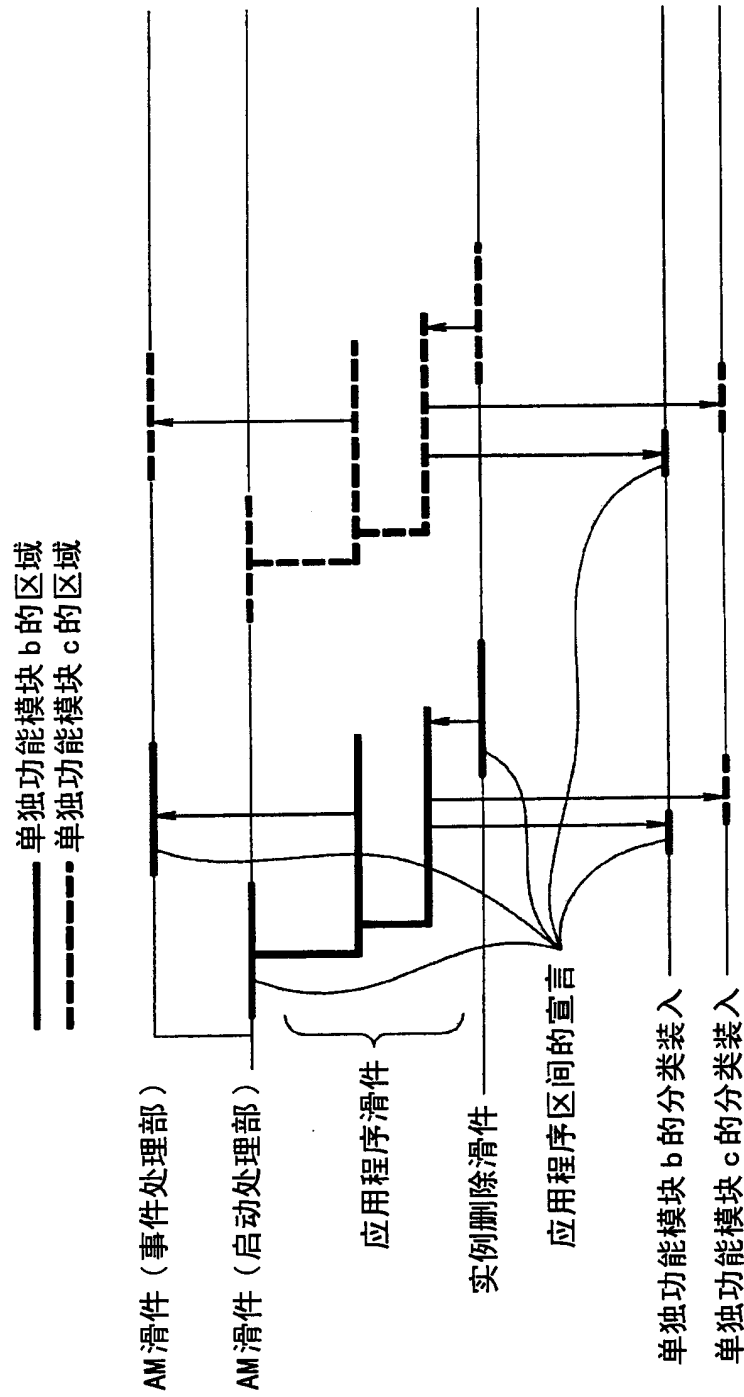 单独功能模块b的区域
单独功能模块c的区域
AM滑件（事件处理部）
AM滑件（启动处理部）
应用程序滑件
实例删除滑件
应用程序区间的宣言
单独功能模块b的分类装入
单独功能模块c的分类装入